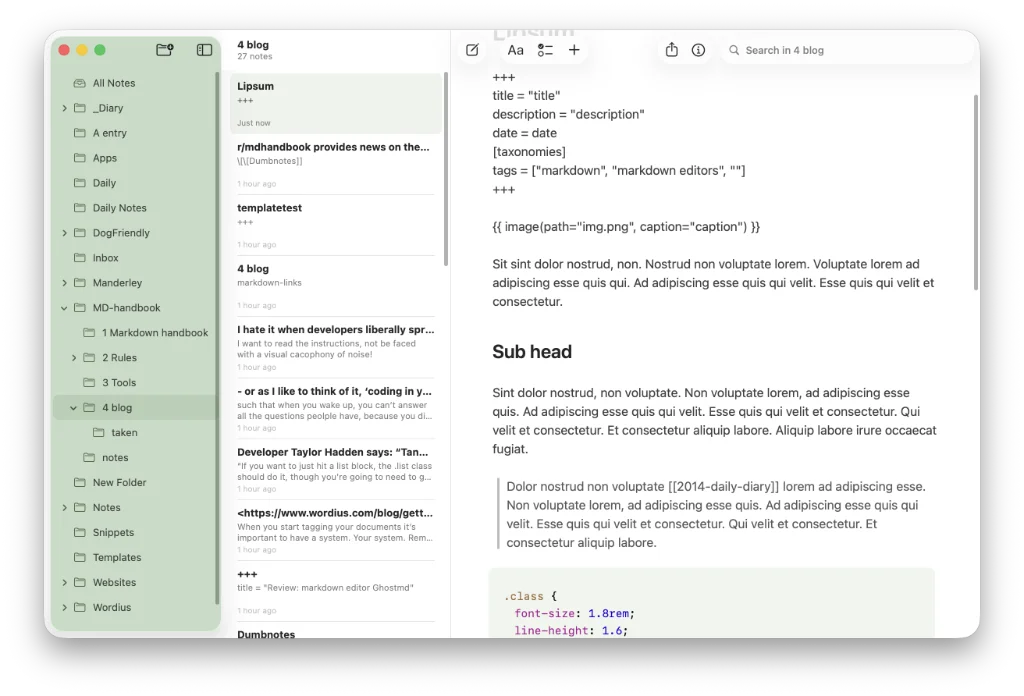 All Notes
_Diary
A entry
Apps
Daily
Daily Notes
DogFriendly
Inbox
Manderley
MD-handbook
1 Markdown handbook
2 Rules
3 Tools
4 blog
taken
notes
New Folder
Notes
Snippets
Templates
Websites
Wordius
4 blog
27 notes
Lipsum
+++
Just now
r/mdhandbook provides news on the...
\[\[Dumbnotes]]
1 hour ago
templatetest
+++
1 hour ago
4 blog
markdown-links
1 hour ago
I hate it when developers liberally spr...
I want to read the instructions, not be faced
with a visual cacophony of noise!
1 hour ago
- or as I like to think of it, ‘coding in y...
such that when you wake up, you can't answer
all the questions peolple have, because you di...
1 hour ago
Developer Taylor Hadden says: “Tan...
"If you want to just hit a list block, the .list class
should do it, though you're going to need to g...
1 hour ago
<https://www.wordius.com/blog/gett...
When you start tagging your documents it's
important to have a system. Your system. Rem...
1 hour ago
+++
title = "Review: markdown editor Ghostmd"
1 hour ago
Dumbnotes
Lipsum
Aa
Search in 4 blog
+++
title = "title"
description = "description"
date = date
[taxonomies]
tags = ["markdown", "markdown editors", ""]
+++
{{ image(path="img.png", caption="caption") }}
Sit sint dolor nostrud, non. Nostrud non voluptate lorem. Voluptate lorem ad
adipiscing esse quis qui. Ad adipiscing esse quis qui velit. Esse quis qui velit et
consectetur.
Sub head
Sint dolor nostrud, non voluptate. Non voluptate lorem, ad adipiscing esse
quis. Ad adipiscing esse quis qui velit. Esse quis qui velit et consectetur. Qui
velit et consectetur. Et consectetur aliquip labore. Aliquip labore irure occaecat
fugiat.
Dolor nostrud non voluptate [[2014-daily-diary]] lorem ad adipiscing esse.
Non voluptate lorem, ad adipiscing esse quis. Ad adipiscing esse quis qui
velit. Esse quis qui velit et consectetur. Qui velit et consectetur. Et
consectetur aliquip labore.
.class {
font-size: 1.8rem;
line-height: 1.6;